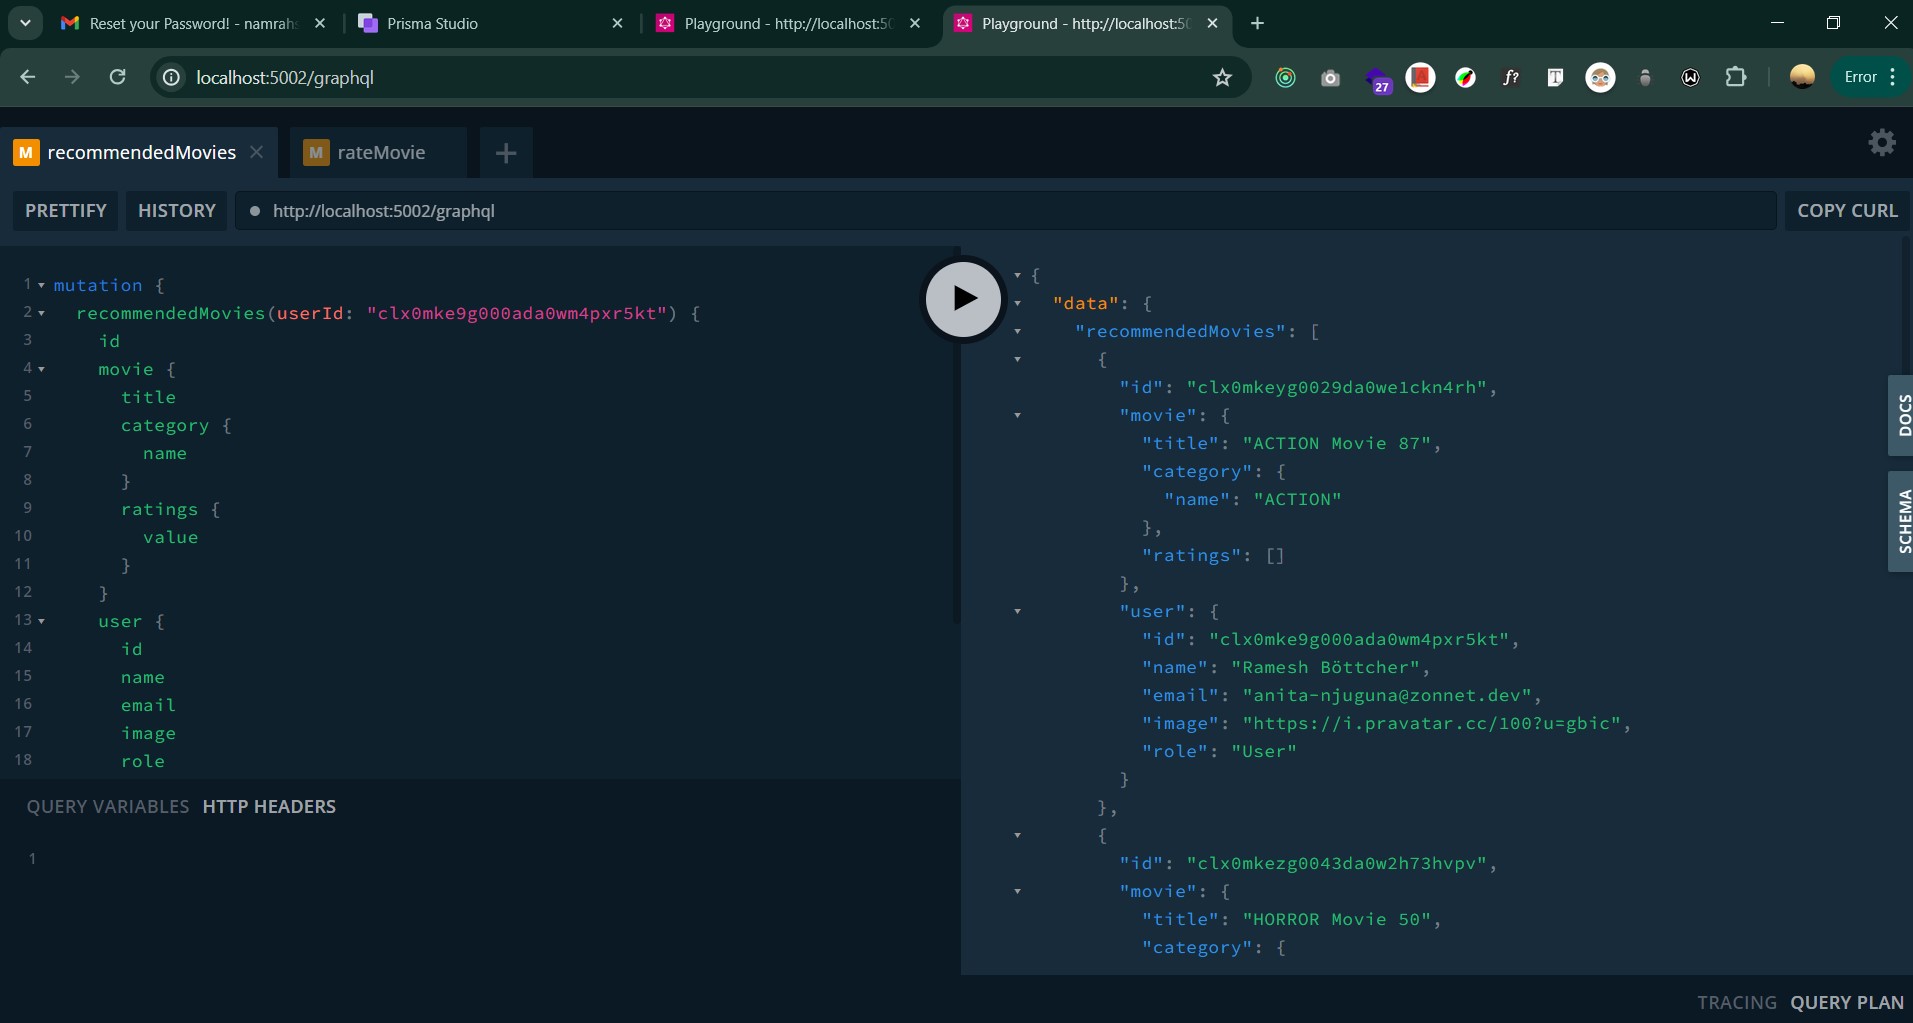 Reset your Password! - namrahs
Prisma Studio
Playground - http://localhost:50
Playground - http://localhost:50
localhost:5002/graphql
27
f?
T
W
Error
M recommendedMovies
M rateMovie
PRETTIFY
HISTORY
http://localhost:5002/graphql
COPY CURL
1 mutation {
2 recommendedMovies(userId: "clx0mke9g000ada0wm4pxr5kt") {
3 id
4 movie {
5 title
6 category {
7 name
8 }
9 ratings {
10 value
11 }
12 }
13 user {
14 id
15 name
16 email
17 image
18 role
QUERY VARIABLES
HTTP HEADERS
1
{
"data": {
"recommendedMovies": [
{
"id": "clx0mkeyg0029da0we1ckn4rh",
"movie": {
"title": "ACTION Movie 87",
"category": {
"name": "ACTION"
},
"ratings": []
},
"user": {
"id": "clx0mke9g000ada0wm4pxr5kt",
"name": "Ramesh Böttcher",
"email": "anita-njuguna@zonnet.dev",
"image": "https://i.pravatar.cc/100?u=gbic",
"role": "User"
}
},
{
"id": "clx0mkezg0043da0w2h73hvpv",
"movie": {
"title": "HORROR Movie 50",
"category": {
DOCS
SCHEMA
TRACING
QUERY PLAN